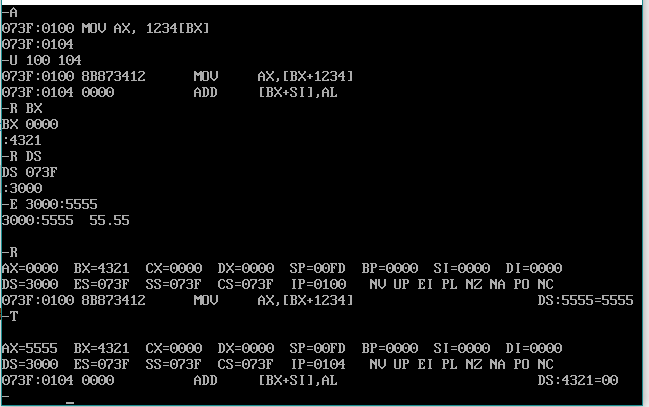 -A
073F:0100 MOV AX, 1234[BX]
073F:0104
-U 100 104
073F:0100 8B873412 MOV AX,[BX+1234]
073F:0104 0000 ADD [BX+SI],AL
-R BX
BX 0000
:4321
-R DS
DS 073F
:3000
-E 3000:5555
3000:5555 55.55
-R
AX=0000 BX=4321 CX=0000 DX=0000 SP=00FD BP=0000 SI=0000 DI=0000
DS=3000 ES=073F SS=073F CS=073F IP=0100 NV UP EI PL NZ NA PO NC
073F:0100 8B873412 MOV AX,[BX+1234] DS:5555=5555
-T
AX=5555 BX=4321 CX=0000 DX=0000 SP=00FD BP=0000 SI=0000 DI=0000
DS=3000 ES=073F SS=073F CS=073F IP=0104 NV UP EI PL NZ NA PO NC
073F:0104 0000 ADD [BX+SI],AL DS:4321=00
- _